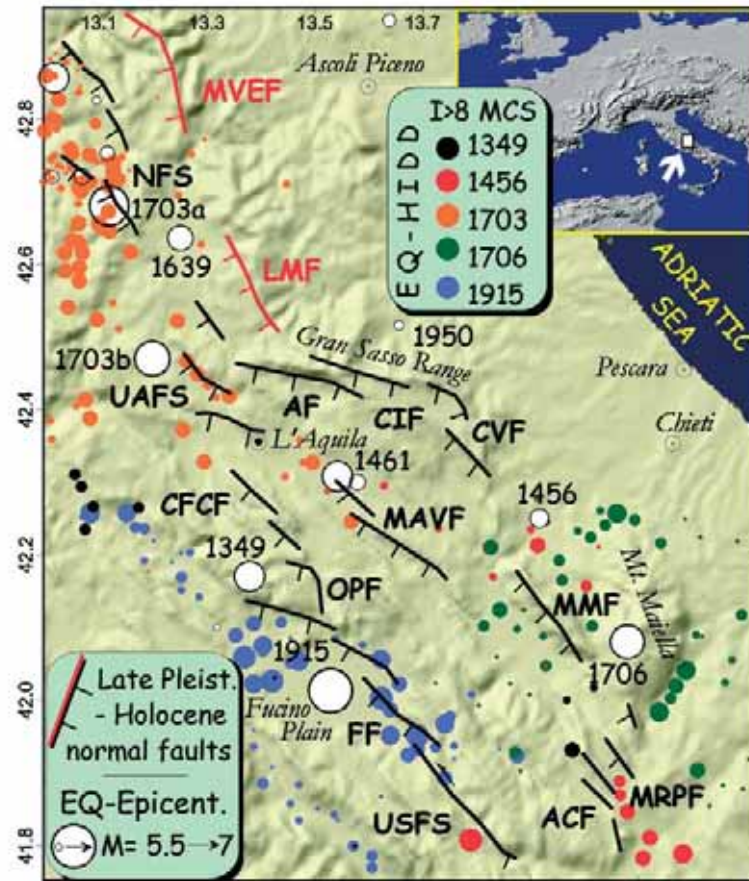 13.1 13.3 13.5 13.7
Ascoli Piceno
MVEF
42.8
I>8 MCS
EQ-HIDD
1349
1456
1703
1706
1915
NFS
1703a
1639
42.6
LMF
ADRIATIC
SEA
Gran Sasso Range
1950
1703b
Pescara
UAFS
AF
CIF
CVF
42.4
Chieti
L'Aquila
1461
CFCF
MAVF
1456
42.2
1349
OPF
MMF
Mt. Maiella
1915
1706
42.0
Fucino
Plain
FF
Late Pleist.
- Holocene
normal faults
EQ-Epicent.
M= 5.5→7
USFS
ACF
MRPF
41.8